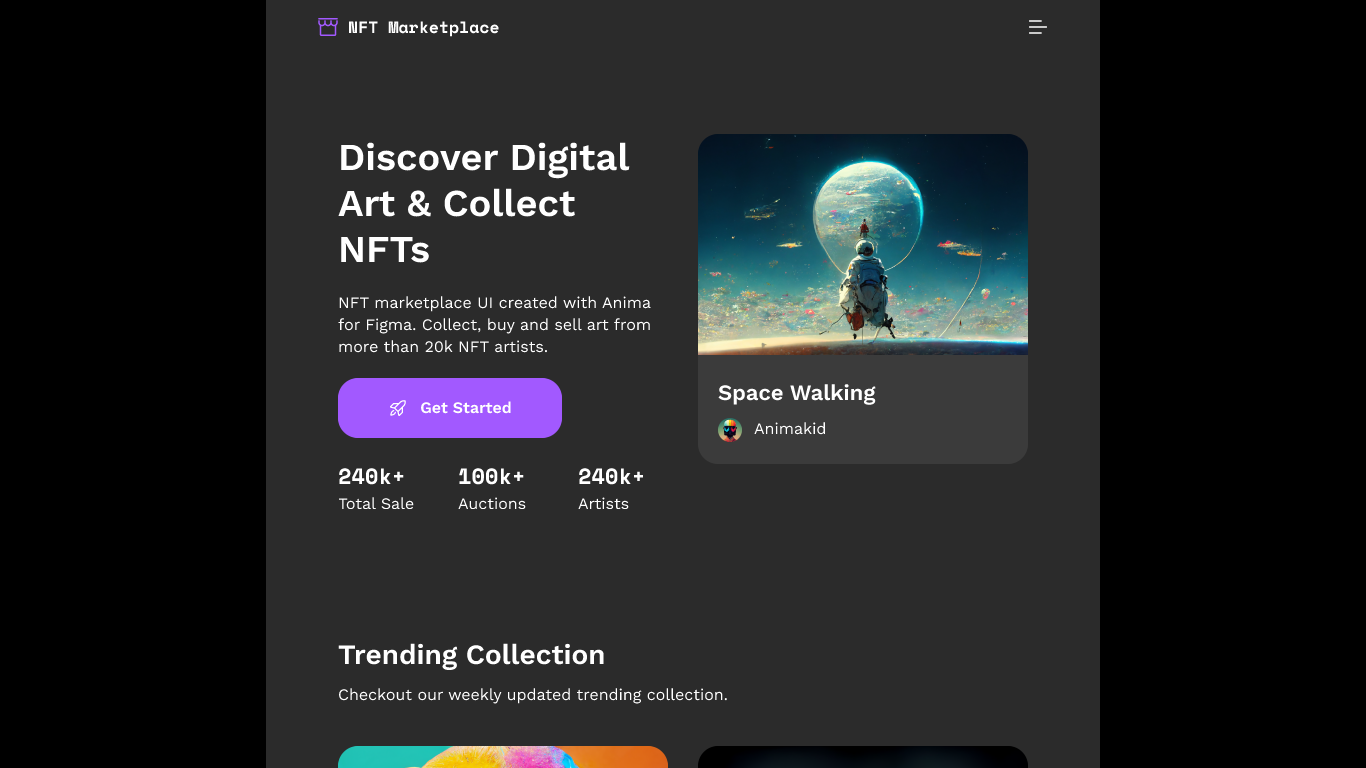 NFT Marketplace
Discover Digital
Art & Collect
NFTs
NFT marketplace UI created with Anima
for Figma. Collect, buy and sell art from
more than 20k NFT artists.
Get Started
240k+
Total Sale
100k+
Auctions
240k+
Artists
Space Walking
Animakid
Trending Collection
Checkout our weekly updated trending collection.